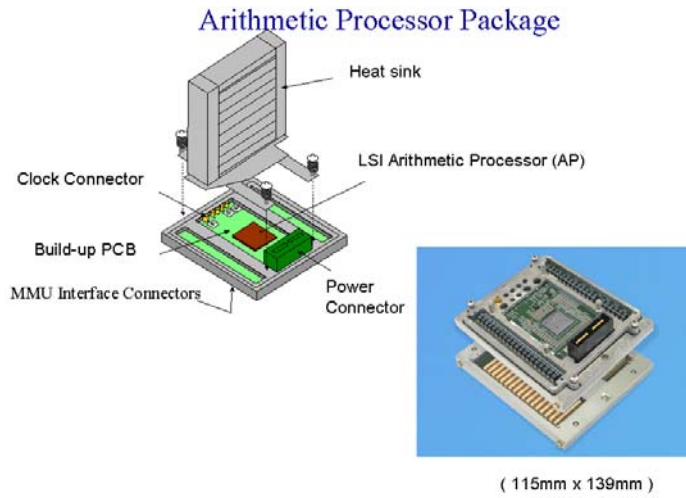 Arithmetic Processor Package
Heat sink
LSI Arithmetic Processor (AP)
Clock Connector
Build-up PCB
MMU Interface Connectors
Power
Connector
( 115mm x 139mm )